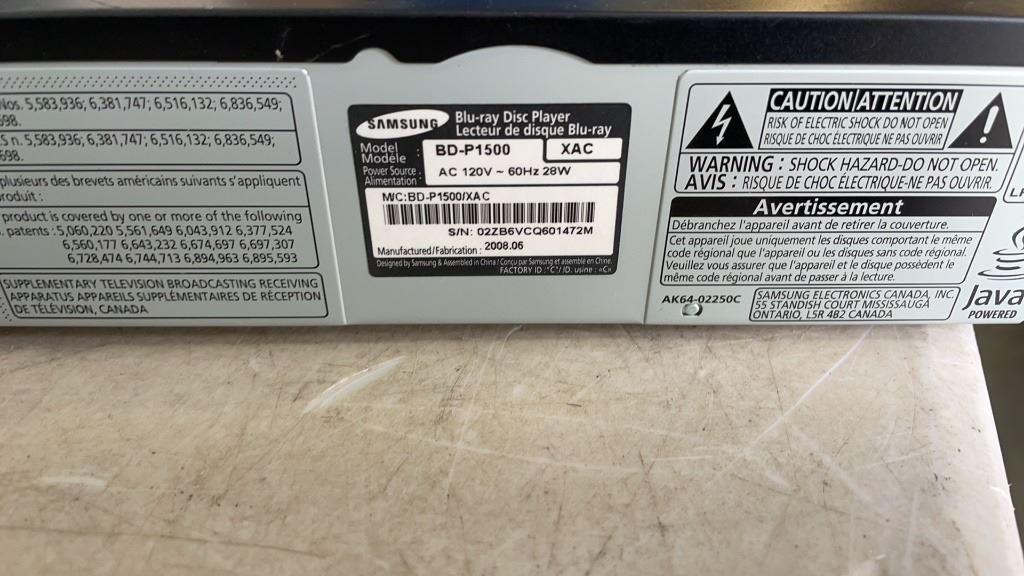 Nos. 5,583,936; 6,381,747; 6,516,132; 6,836,549;
698.
S n. 5,583,936; 6,381,747; 6,516,132; 6,836,549;
698.
plusieurs des brevets américains suivants s'appliquent
produit :
product is covered by one or more of the following
patents : 5,060,220 5,561,649 6,043,912 6,377,524
6,560,177 6,643,232 6,674,697 6,697,307
6,728,474 6,744,713 6,894,963 6,895,593
SUPPLEMENTARY TELEVISION BROADCASTING RECEIVING
APPARATUS APPAREILS SUPPLÉMENTAIRES DE RÉCEPTION
DE TÉLÉVISION, CANADA
SAMSUNG
Blu-ray Disc Player
Lecteur de disque Blu-ray
Model
Modèle : BD-P1500 XAC
Power Source
Alimentation : AC 120V ~ 60Hz 28W
M/C:BD-P1500/XAC
S/N: 02ZB6VCQ601472M
Manufactured/Fabrication : 2008.06
Designed by Samsung & Assembled in China / Conçu par Samsung et assemblé en Chine.
FACTORY ID :"C"/ID. usine : «C»
CAUTION ATTENTION
RISK OF ELECTRIC SHOCK DO NOT OPEN
RISQUE DE CHOC ÉLECTRIQUE NE PAS OUVRIR
WARNING : SHOCK HAZARD-DO NOT OPEN.
AVIS : RISQUE DE CHOC ÉLECTRIQUE-NE PAS OUVRIR.
Avertissement
Débranchez l'appareil avant de retirer la couverture.
Cet appareil joue uniquement les disques comportant le même
code régional que l'appareil ou les disques sans code régional.
Veuillez vous assurer que l'appareil et le disque possèdent le
même code régional avant de passer à la lecture.
AK64-02250C
SAMSUNG ELECTRONICS CANADA, INC.
55 STANDISH COURT MISSISSAUGA
ONTARIO, L5R 4B2 CANADA
Java
POWERED